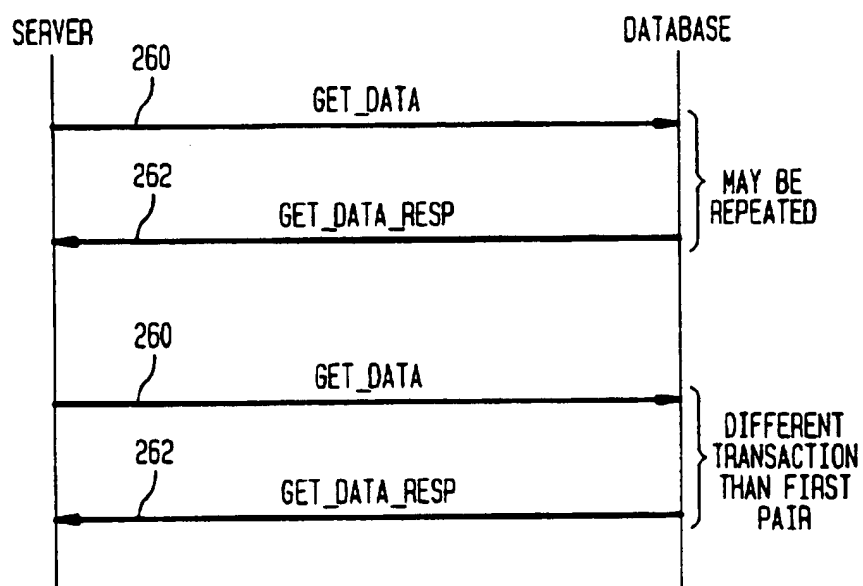 SERVER
DATABASE
260
GET_DATA
262
GET_DATA_RESP
MAY BE
REPEATED
260
GET_DATA
262
GET_DATA_RESP
DIFFERENT
TRANSACTION
THAN FIRST
PAIR